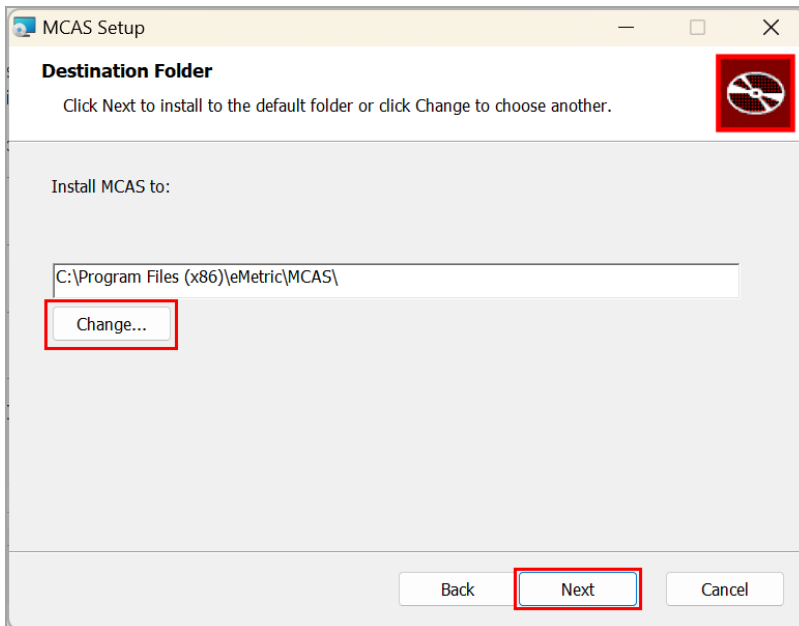 MCAS Setup
Destination Folder
Click Next to install to the default folder or click Change to choose another.
Install MCAS to:
C:\Program Files (x86)\eMetric\MCAS\
Change...
Back
Next
Cancel